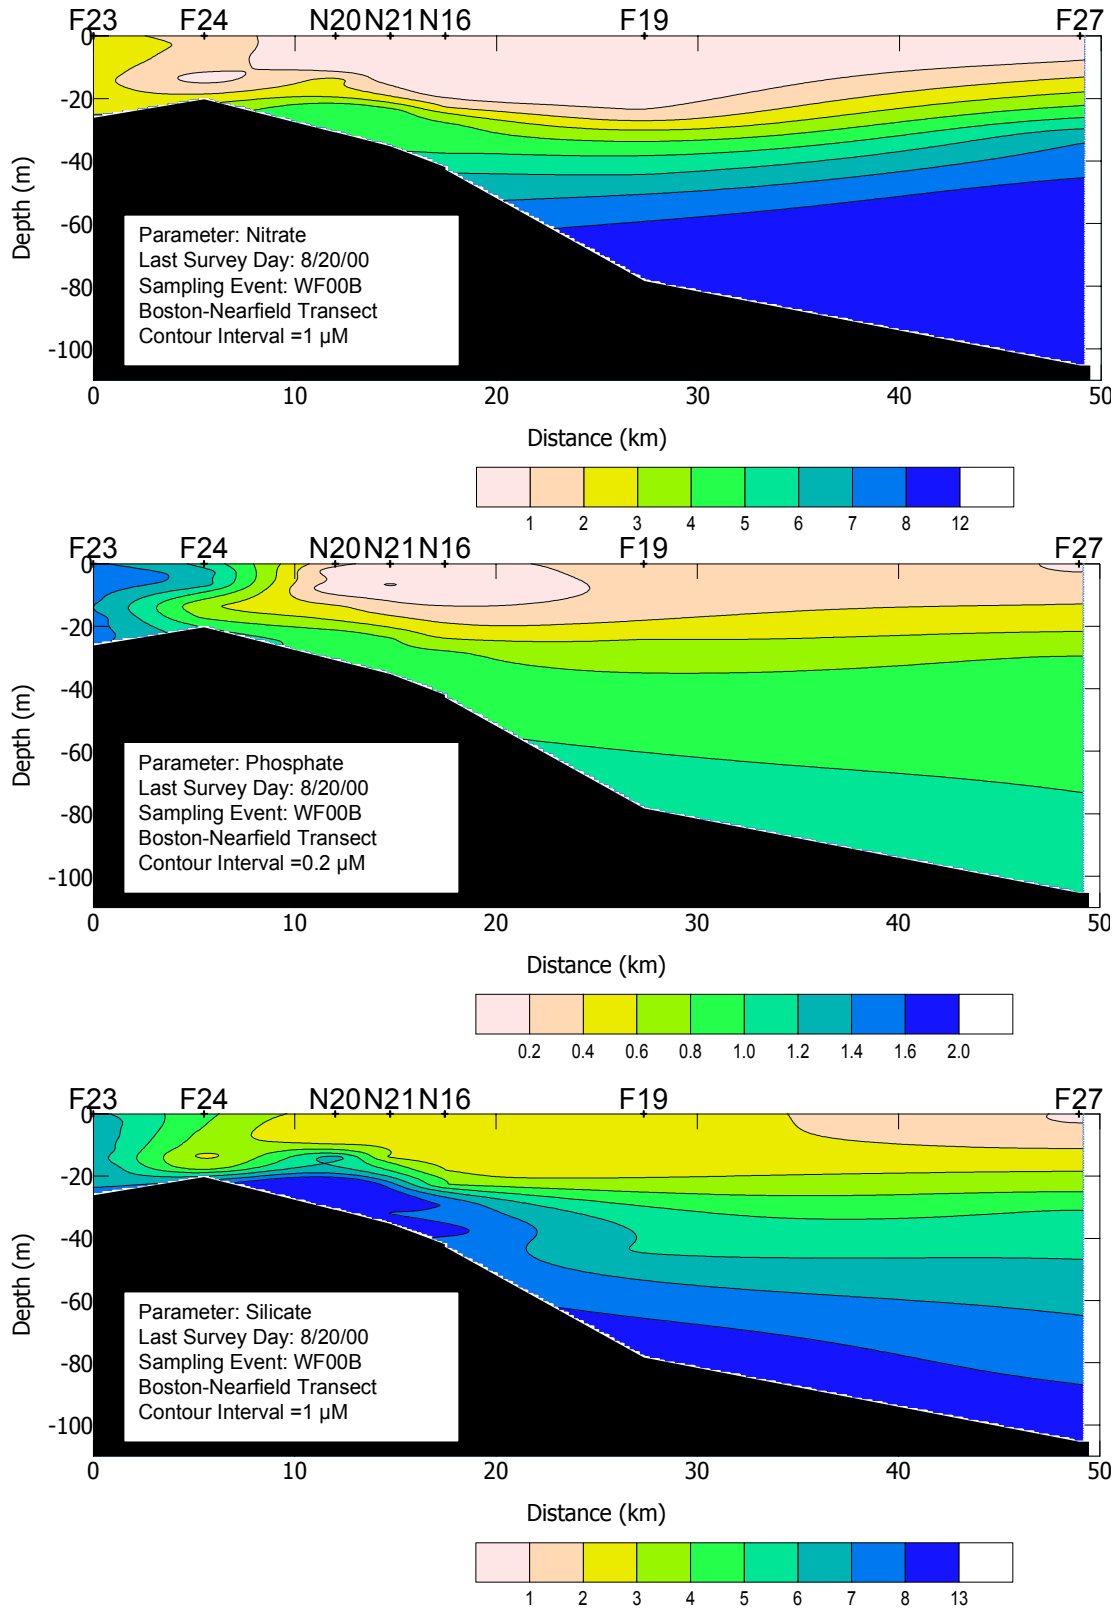 F23 F24 N20 N21 N16 F19 F27
0
-20
-40
-60
-80
-100
Depth (m)
Parameter: Nitrate
Last Survey Day: 8/20/00
Sampling Event: WF00B
Boston-Nearfield Transect
Contour Interval =1 µM
0 10 20 30 40 50
Distance (km)
1 2 3 4 5 6 7 8 12
F23 F24 N20 N21 N16 F19 F27
0
-20
-40
-60
-80
-100
Depth (m)
Parameter: Phosphate
Last Survey Day: 8/20/00
Sampling Event: WF00B
Boston-Nearfield Transect
Contour Interval =0.2 µM
0 10 20 30 40 50
Distance (km)
0.2 0.4 0.6 0.8 1.0 1.2 1.4 1.6 2.0
F23 F24 N20 N21 N16 F19 F27
0
-20
-40
-60
-80
-100
Depth (m)
Parameter: Silicate
Last Survey Day: 8/20/00
Sampling Event: WF00B
Boston-Nearfield Transect
Contour Interval =1 µM
0 10 20 30 40 50
Distance (km)
1 2 3 4 5 6 7 8 13